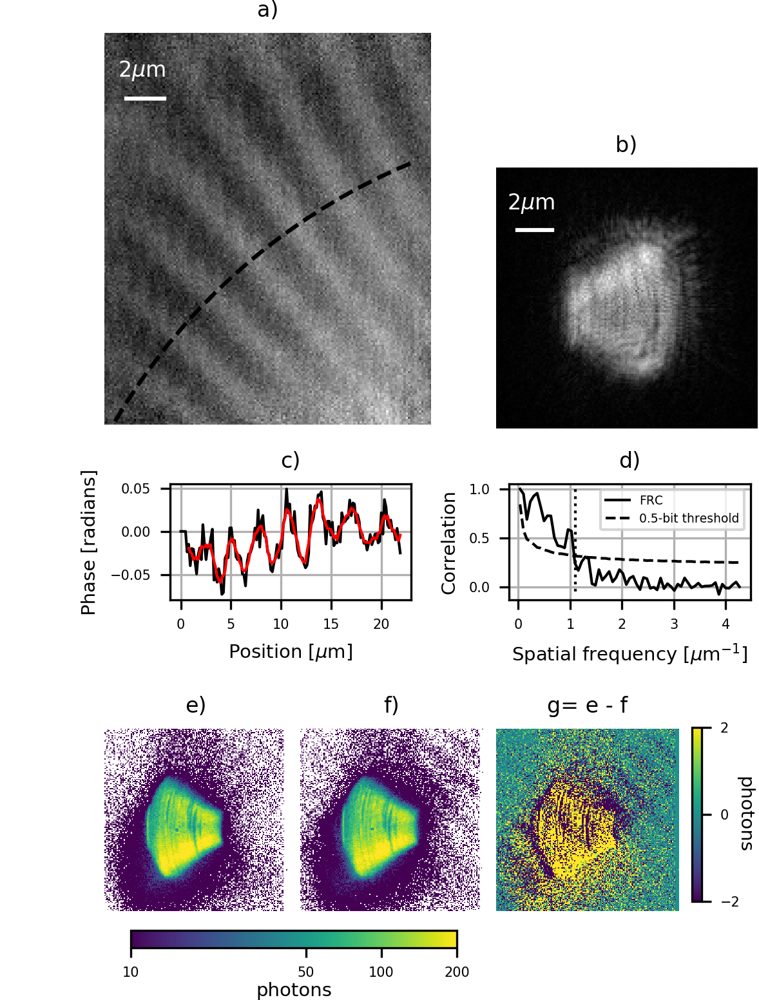 a)
2μm
b)
2μm
c)
Phase [radians]
0.05
0.00
−0.05
0
5
10
15
20
Position [μm]
d)
Correlation
1.0
0.5
0.0
FRC
0.5-bit threshold
0
1
2
3
4
Spatial frequency [μm⁻¹]
e)
f)
g= e - f
2
0
−2
photons
10
50
100
200
photons